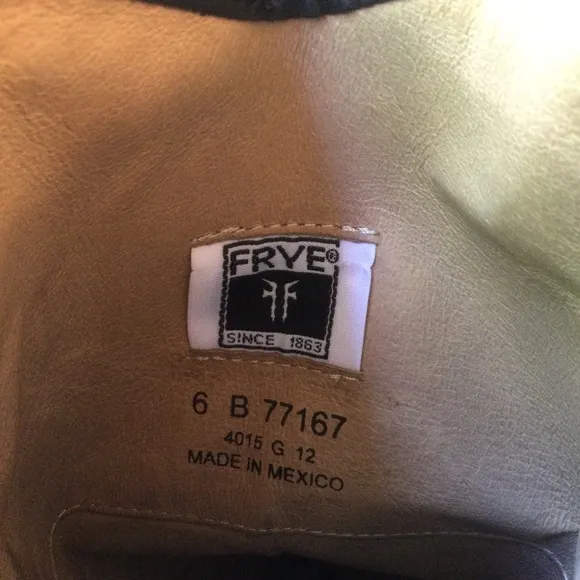 FRYE®
SINCE 1863
6 B 77167
4015 G 12
MADE IN MEXICO